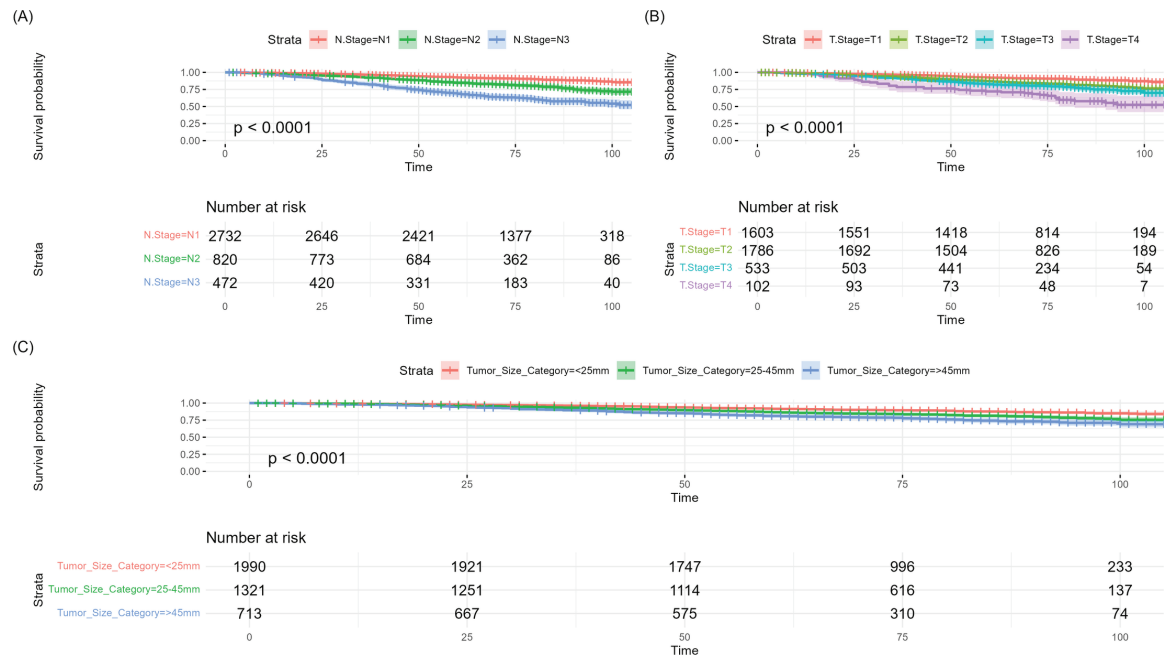 (A)
Strata N.Stage=N1 N.Stage=N2 N.Stage=N3
Survival probability
1.00
0.75
0.50
0.25
0.00
p < 0.0001
0 25 50 75 100
Time
Number at risk
Strata
N.Stage=N1 2732 2646 2421 1377 318
N.Stage=N2 820 773 684 362 86
N.Stage=N3 472 420 331 183 40
0 25 50 75 100
Time
(B)
Strata T.Stage=T1 T.Stage=T2 T.Stage=T3 T.Stage=T4
Survival probability
1.00
0.75
0.50
0.25
0.00
p < 0.0001
0 25 50 75 100
Time
Number at risk
Strata
T.Stage=T1 1603 1551 1418 814 194
T.Stage=T2 1786 1692 1504 826 189
T.Stage=T3 533 503 441 234 54
T.Stage=T4 102 93 73 48 7
0 25 50 75 100
Time
(C)
Strata Tumor_Size_Category=<25mm Tumor_Size_Category=25-45mm Tumor_Size_Category=>45mm
Survival probability
1.00
0.75
0.50
0.25
0.00
p < 0.0001
0 25 50 75 100
Time
Number at risk
Strata
Tumor_Size_Category=<25mm 1990 1921 1747 996 233
Tumor_Size_Category=25-45mm 1321 1251 1114 616 137
Tumor_Size_Category=>45mm 713 667 575 310 74
0 25 50 75 100
Time